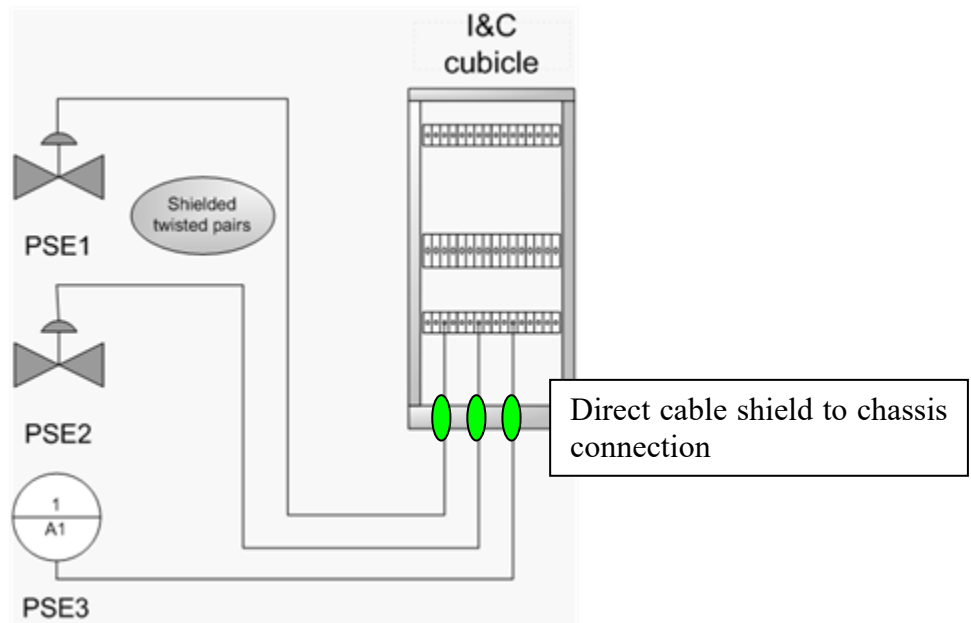 I&C
cubicle
Shielded
twisted pairs
PSE1
PSE2
Direct cable shield to chassis
connection
1
A1
PSE3